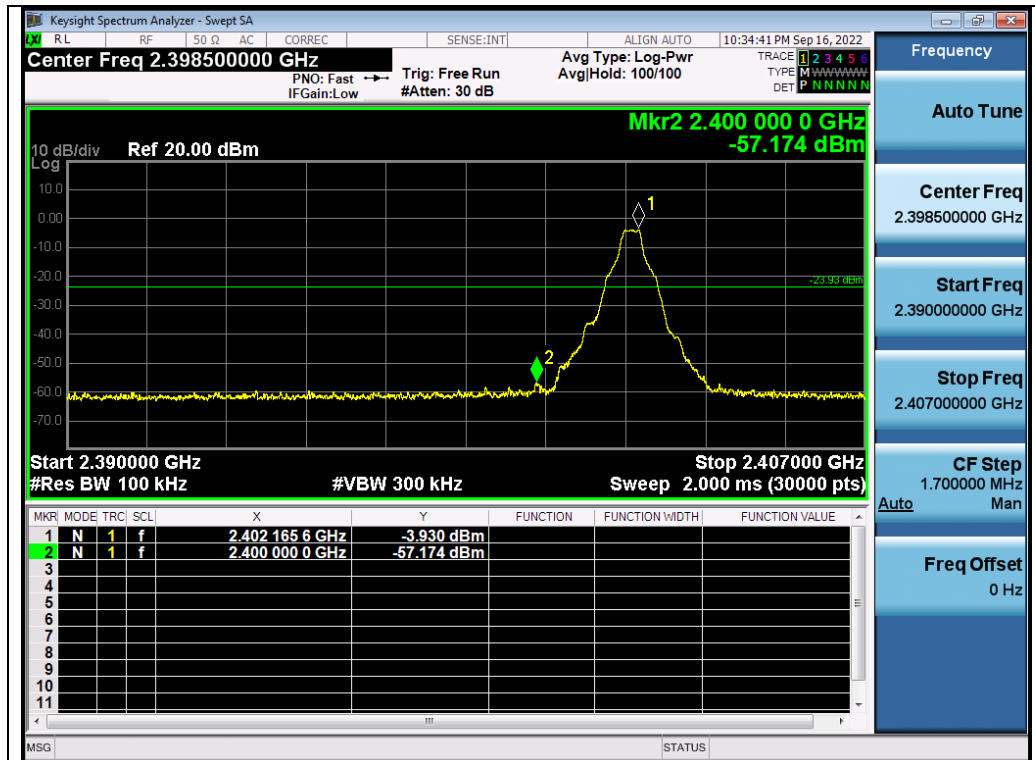 Keysight Spectrum Analyzer - Swept SA
LXI RL RF 50 Ω AC CORREC SENSE:INT ALIGN AUTO 10:34:41 PM Sep 16, 2022
Center Freq 2.398500000 GHz
PNO: Fast
IFGain:Low
Trig: Free Run
#Atten: 30 dB
Avg Type: Log-Pwr
Avg|Hold: 100/100
TRACE 1 2 3 4 5 6
TYPE M WWWWW
DET P N N N N N
Mkr2 2.400 000 0 GHz
-57.174 dBm
10 dB/div Ref 20.00 dBm
Log
10.0
0.00
-10.0
-20.0
-30.0
-40.0
-50.0
-60.0
-70.0
1
-23.93 dBm
2
Start 2.390000 GHz Stop 2.407000 GHz
#Res BW 100 kHz #VBW 300 kHz Sweep 2.000 ms (30000 pts)
MKR MODE TRC SCL X Y FUNCTION FUNCTION WIDTH FUNCTION VALUE
1 N 1 f 2.402 165 6 GHz -3.930 dBm
2 N 1 f 2.400 000 0 GHz -57.174 dBm
3
4
5
6
7
8
9
10
11
MSG STATUS
Frequency
Auto Tune
Center Freq
2.398500000 GHz
Start Freq
2.390000000 GHz
Stop Freq
2.407000000 GHz
CF Step
1.700000 MHz
Auto Man
Freq Offset
0 Hz